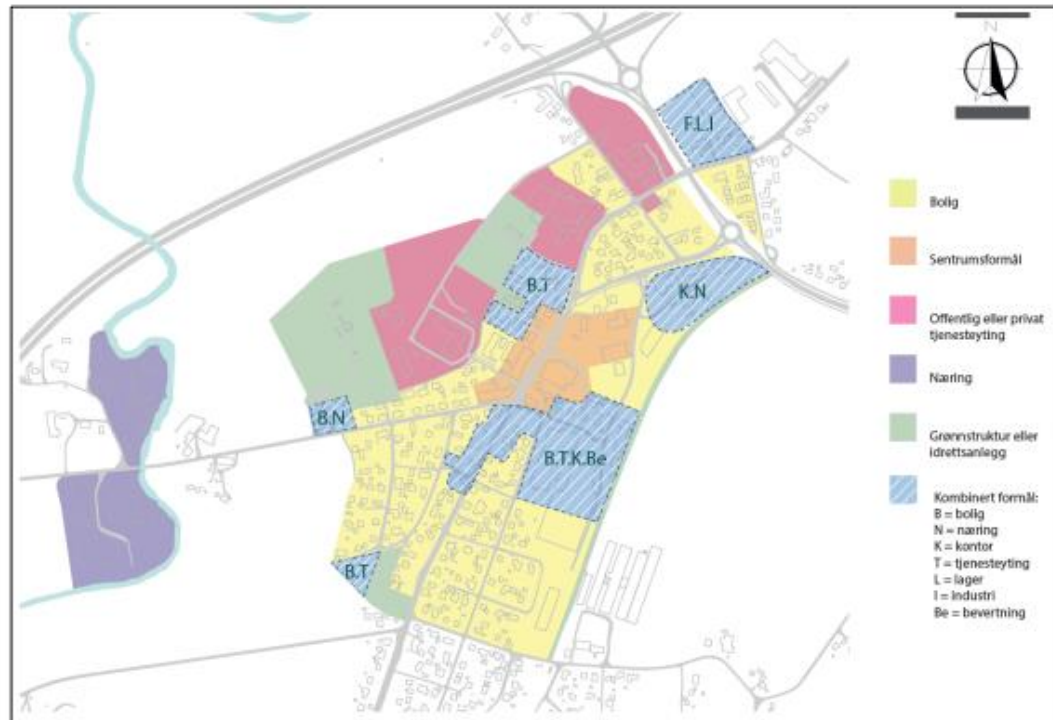 N
F.L.I
B.T
K.N
B.N
B.T.K.Be
B.T
Bolig
Sentrumsformål
Offentlig eller privat
tjenesteyting
Næring
Grønnstruktur eller
idrettsanlegg
Kombinert formål:
B = bolig
N = næring
K = kontor
T = tjenesteyting
L = lager
I = industri
Be = bevertning